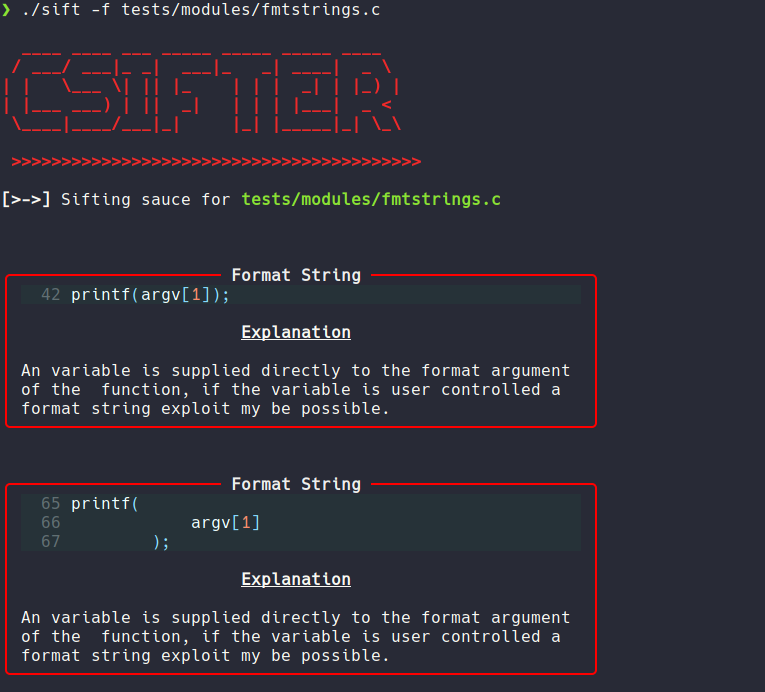 ❯ ./sift -f tests/modules/fmtstrings.c
CSIFTER
>>>>>>>>>>>>>>>>>>>>>>>>>>>>>>>>>>>>>>>>>
[>->] Sifting sauce for tests/modules/fmtstrings.c
Format String
42 printf(argv[1]);
Explanation
An variable is supplied directly to the format argument
of the  function, if the variable is user controlled a
format string exploit my be possible.
Format String
65 printf(
66             argv[1]
67         );
Explanation
An variable is supplied directly to the format argument
of the  function, if the variable is user controlled a
format string exploit my be possible.